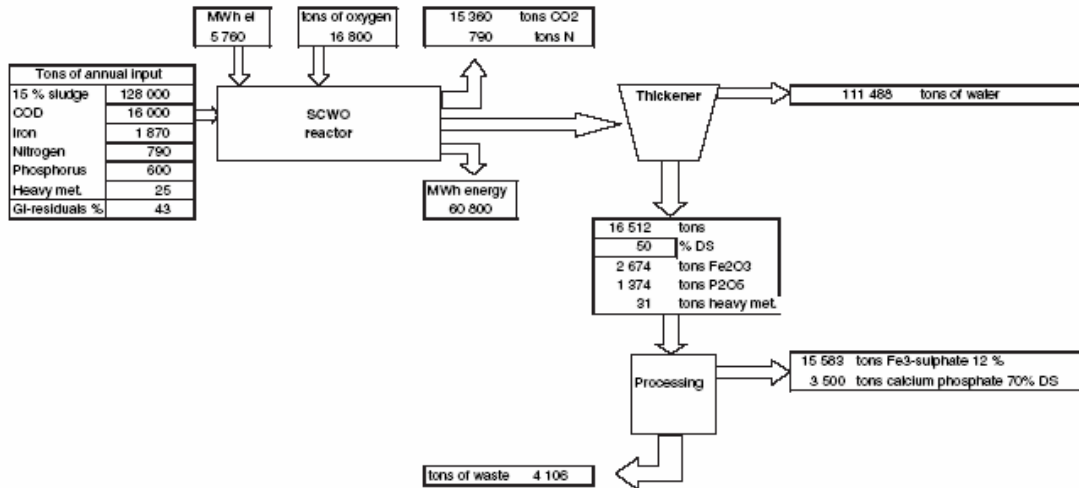 MWh el
5 760
tons of oxygen
16 800
15 360 tons CO2
790 tons N
Tons of annual input
15 % sludge 128 000
COD 16 000
Iron 1 870
Nitrogen 790
Phosphorus 600
Heavy met. 25
GI-residuals % 43
SCWO
reactor
MWh energy
60 800
Thickener
111 488 tons of water
16 512 tons
50 % DS
2 674 tons Fe2O3
1 374 tons P2O5
31 tons heavy met.
Processing
15 583 tons Fe3-sulphate 12 %
3 500 tons calcium phosphate 70% DS
tons of waste 4 106